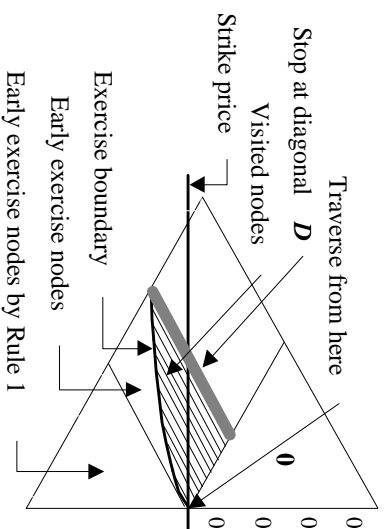 Traverse from here
Stop at diagonal D
Visited nodes
Strike price
Exercise boundary
Early exercise nodes
Early exercise nodes by Rule 1
0
0
0
0
0